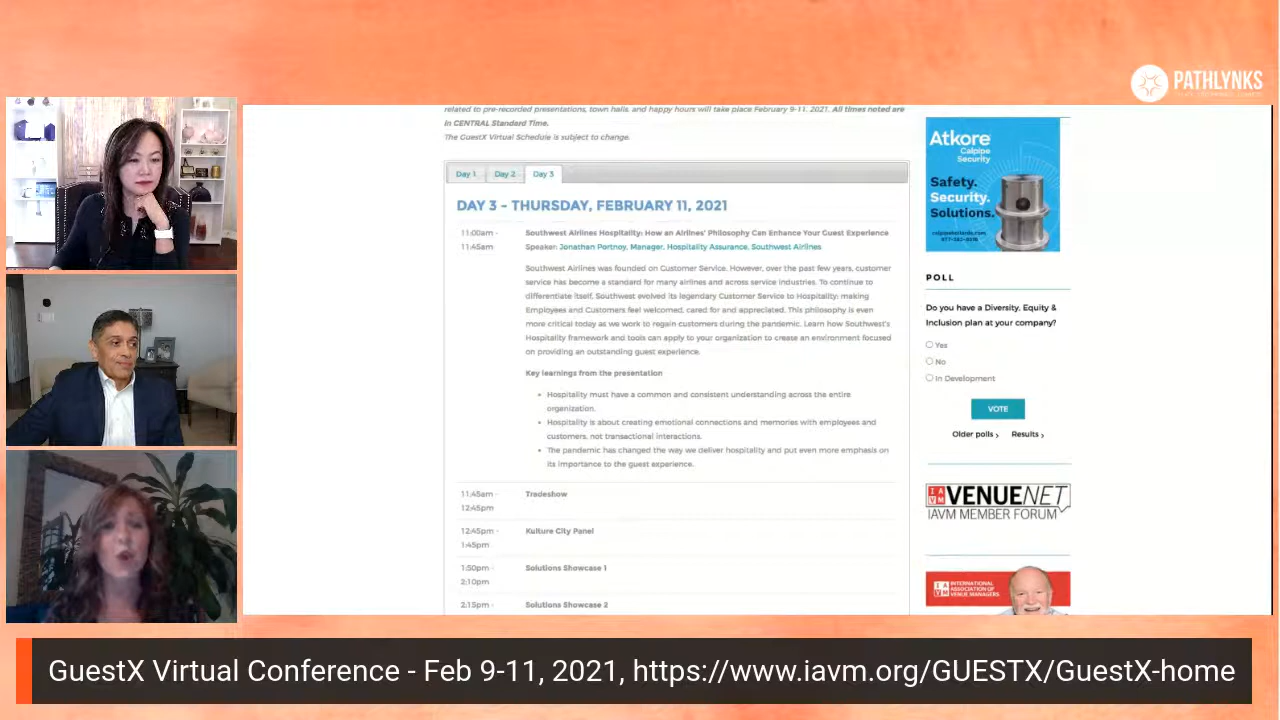 PATHLYNKS
related to pre-recorded presentations, town halls, and happy hours will take place February 9-11, 2021. All times noted are
in CENTRAL Standard Time.
The GuestX Virtual Schedule is subject to change.
Day 1
Day 2
Day 3
DAY 3 - THURSDAY, FEBRUARY 11, 2021
11:00am -
11:45am
Southwest Airlines Hospitality: How an Airlines' Philosophy Can Enhance Your Guest Experience
Speaker: Jonathan Portnoy, Manager, Hospitality Assurance, Southwest Airlines
Southwest Airlines was founded on Customer Service. However, over the past few years, customer
service has become a standard for many airlines and across service industries. To continue to
differentiate itself, Southwest evolved its legendary Customer Service to Hospitality; making
Employees and Customers feel welcomed, cared for and appreciated. This philosophy is even
more critical today as we work to regain customers during the pandemic. Learn how Southwest's
Hospitality framework and tools can apply to your organization to create an environment focused
on providing an outstanding guest experience.
Key learnings from the presentation
Hospitality must have a common and consistent understanding across the entire
organization.
Hospitality is about creating emotional connections and memories with employees and
customers, not transactional interactions.
The pandemic has changed the way we deliver hospitality and put even more emphasis on
its importance to the guest experience.
11:45am -
12:45pm
Tradeshow
12:45pm -
1:45pm
Kulture City Panel
1:50pm -
2:10pm
Solutions Showcase 1
2:15pm -
Solutions Showcase 2
Atkore
Calpipe
Security
Safety.
Security.
Solutions.
calpipebollards.com
POLL
Do you have a Diversity, Equity &
Inclusion plan at your company?
Yes
No
In Development
VOTE
Older polls
Results
IAVM VENUENET
IAVM MEMBER FORUM
IAVM
INTERNATIONAL
ASSOCIATION OF
VENUE MANAGERS
GuestX Virtual Conference - Feb 9-11, 2021, https://www.iavm.org/GUESTX/GuestX-home